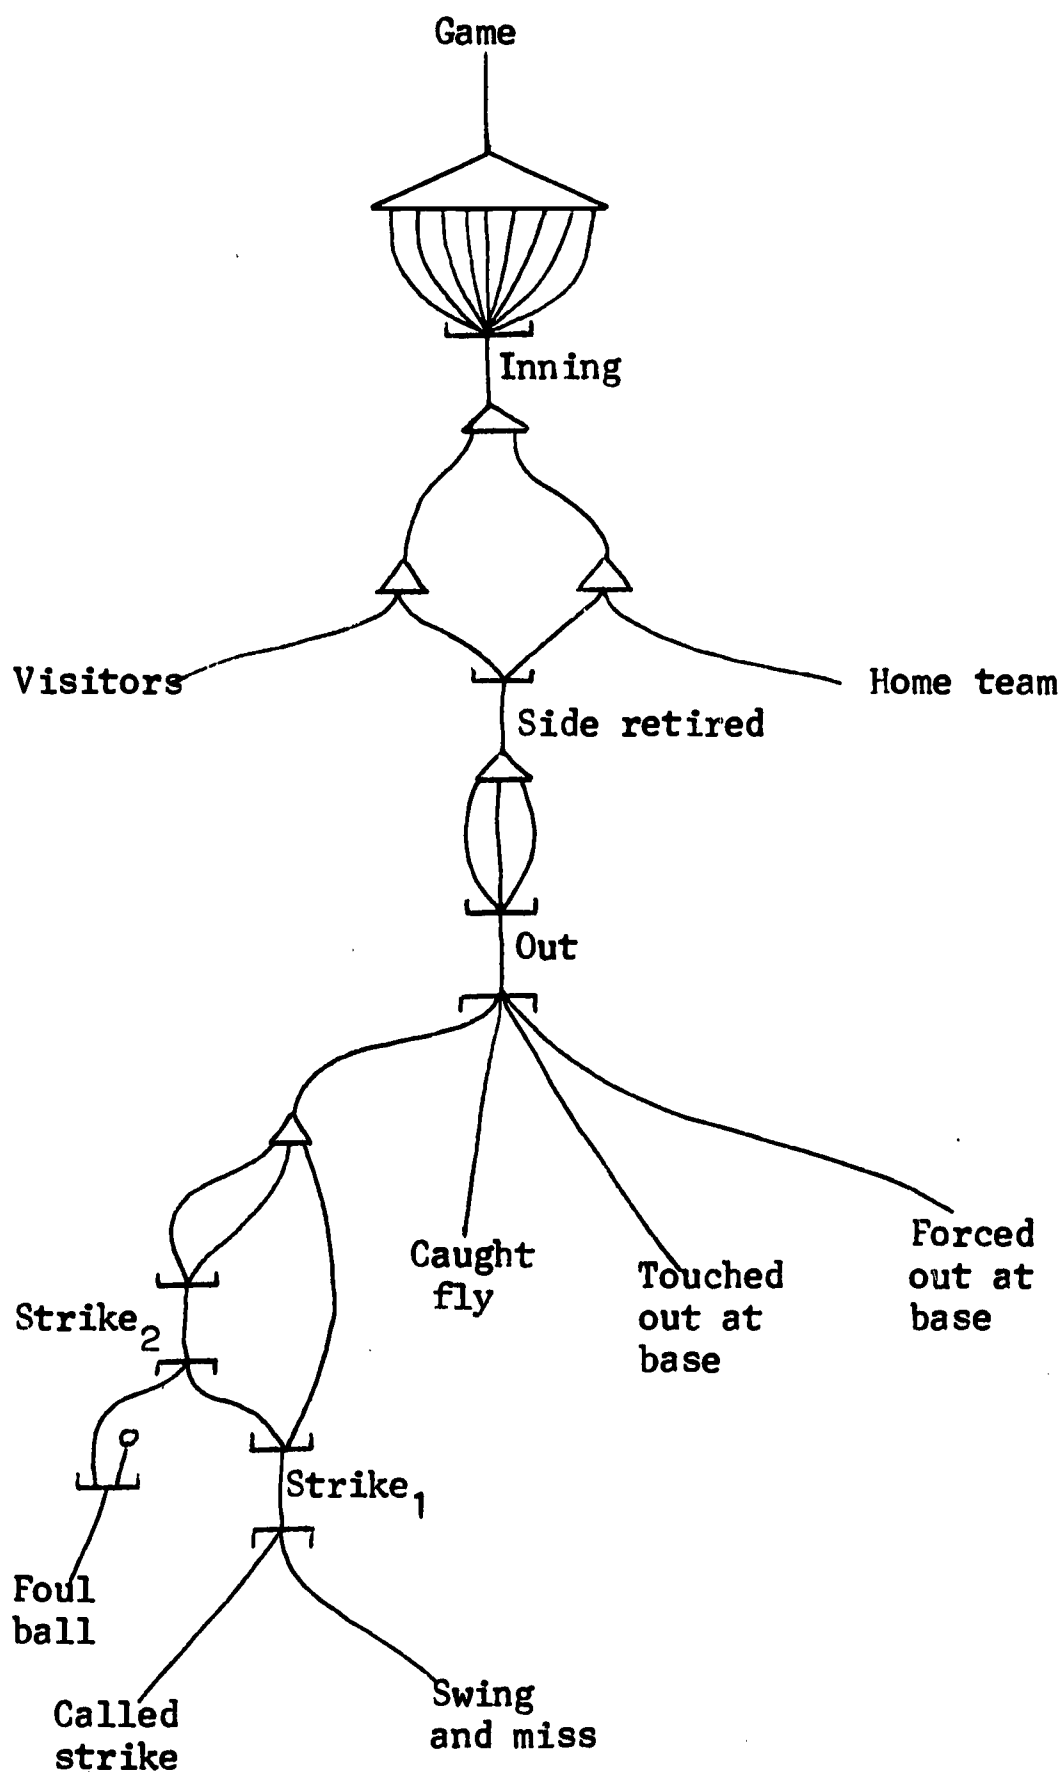 Game
Inning
Visitors
Home team
Side retired
Out
Caught
fly
Touched
out at
base
Forced
out at
base
Strike₂
Strike₁
Foul
ball
Called
strike
Swing
and miss